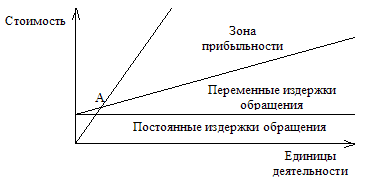 Стоимость
Зона
прибыльности
А
Переменные издержки
обращения
Постоянные издержки обращения
Единицы
деятельности